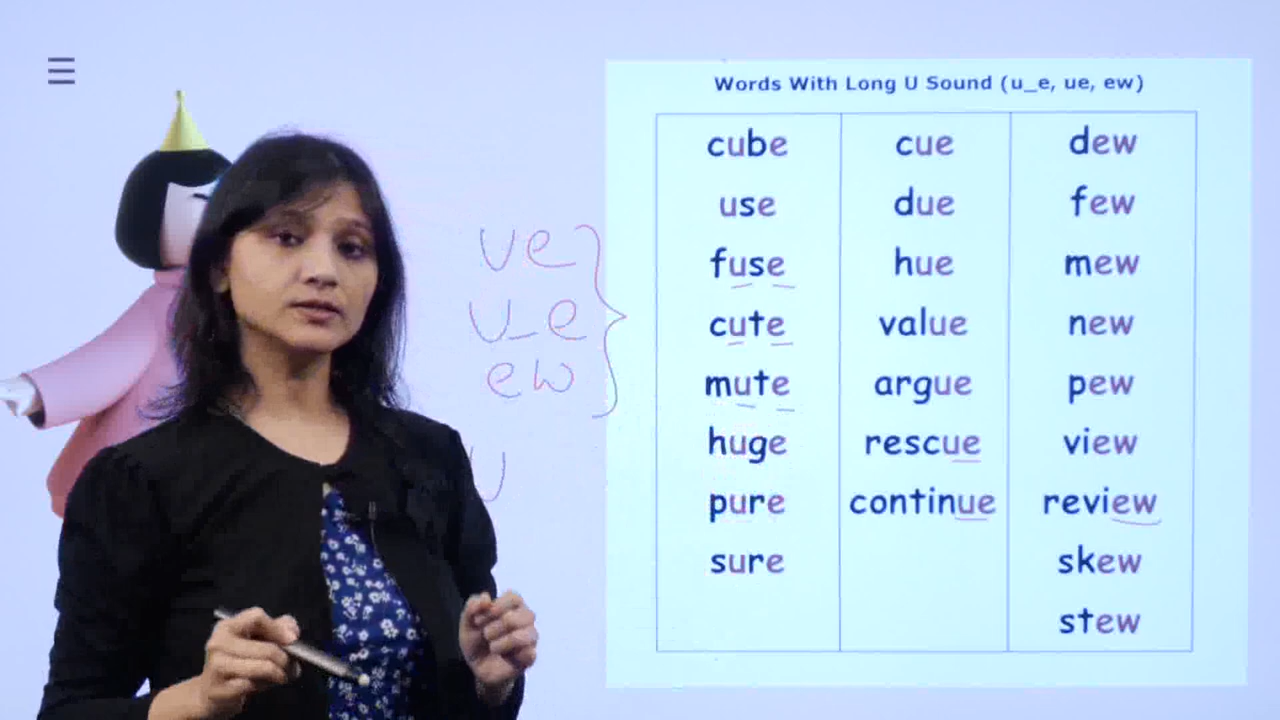 Words With Long U Sound (u_e, ue, ew)
cube cue dew
use due few
fuse hue mew
cute value new
mute argue pew
huge rescue view
pure continue review
sure skew
stew
ue
u_e
ew
u